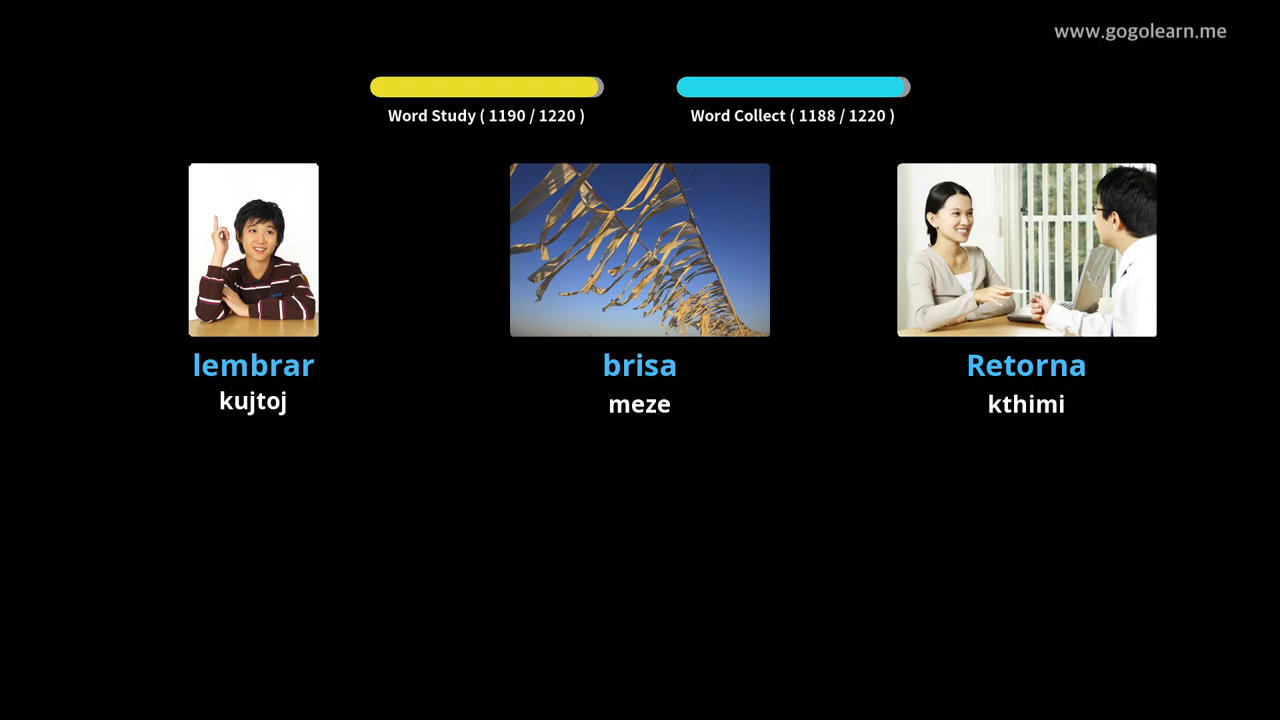 www.gogolearn.me
Word Study ( 1190 / 1220 )
Word Collect ( 1188 / 1220 )
lembrar
kujtoj
brisa
meze
Retorna
kthimi